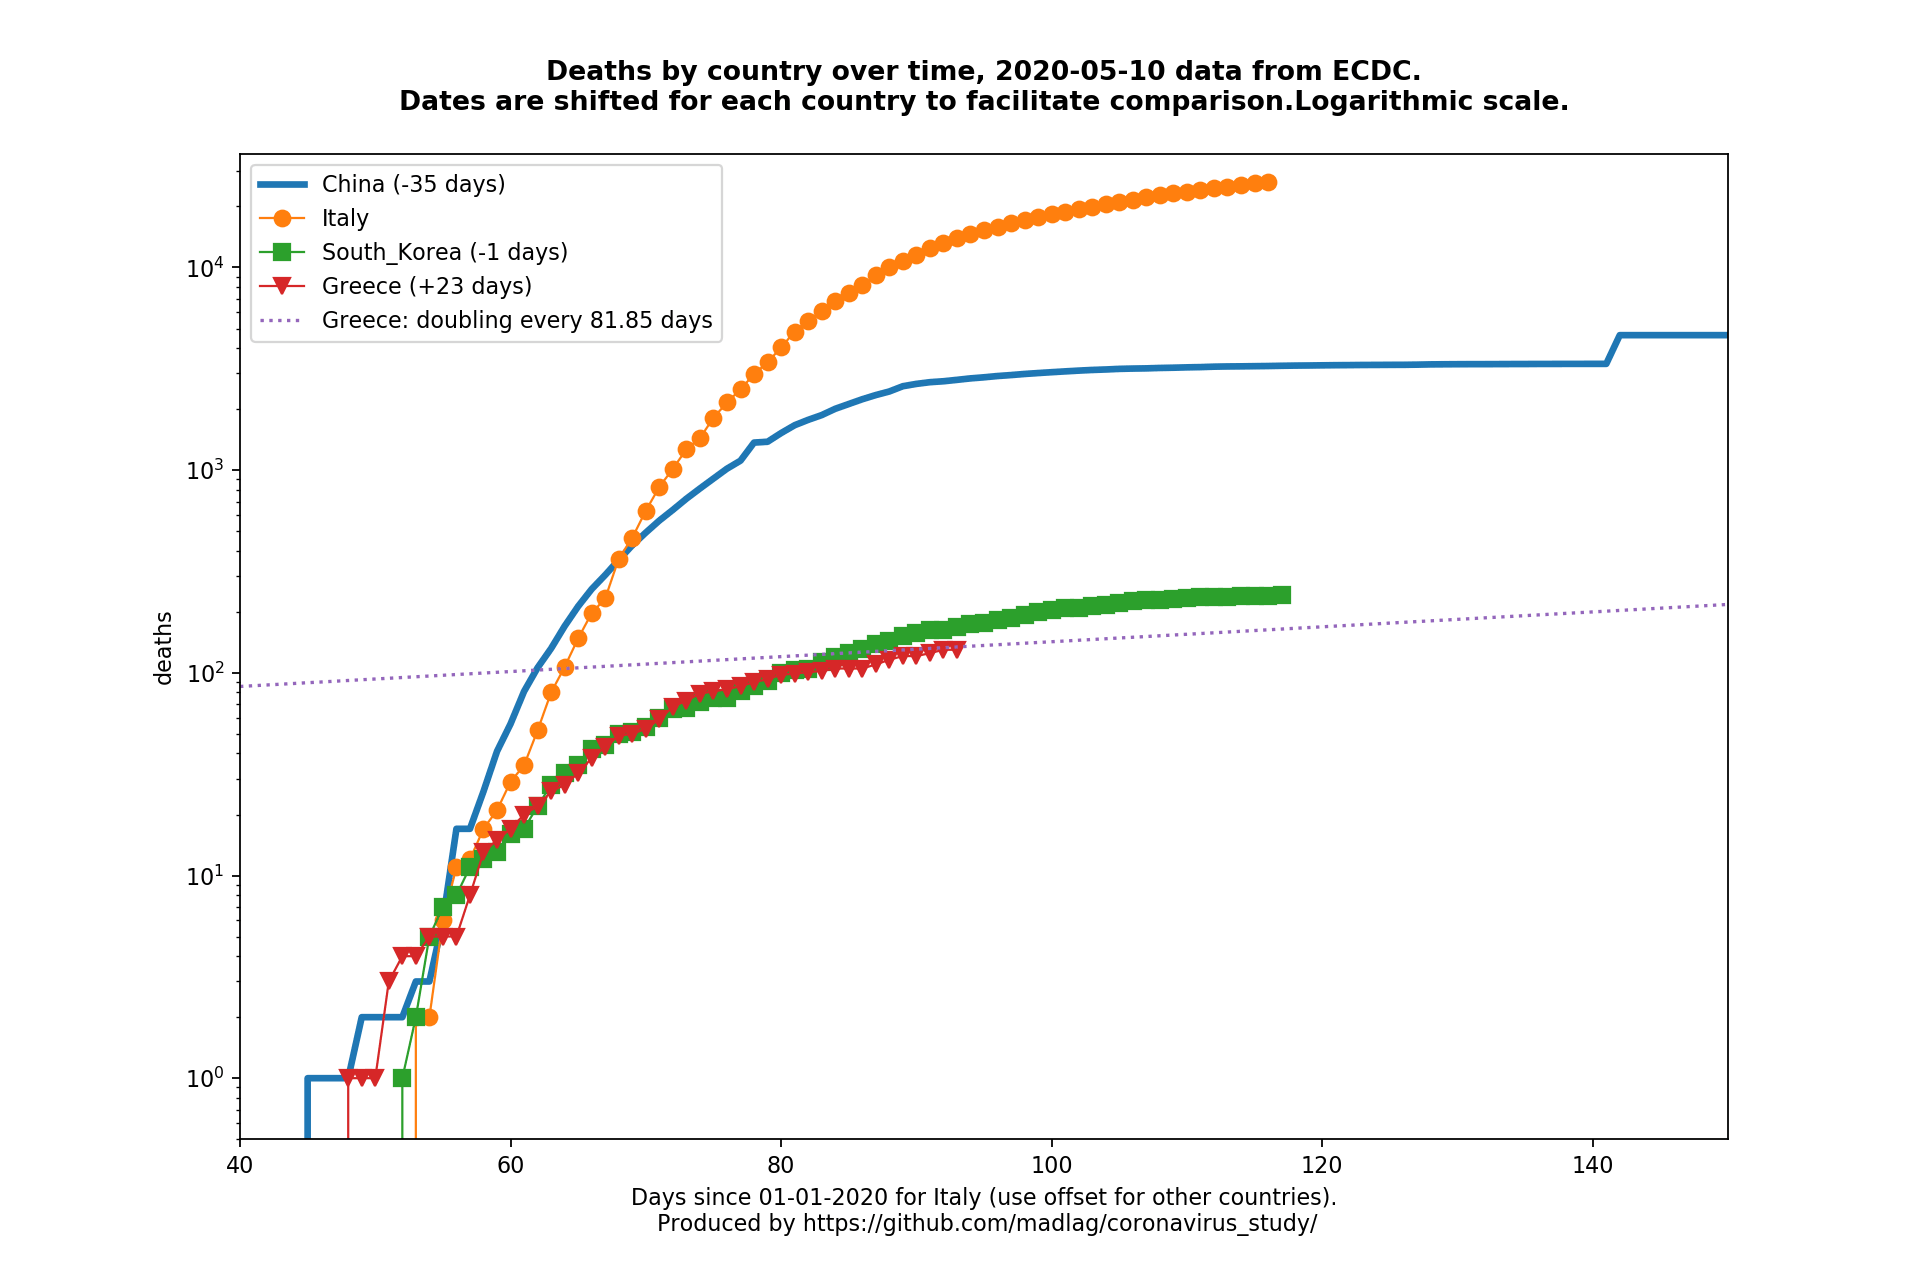 Deaths by country over time, 2020-05-10 data from ECDC.
Dates are shifted for each country to facilitate comparison.Logarithmic scale.
China (-35 days)
Italy
South_Korea (-1 days)
Greece (+23 days)
Greece: doubling every 81.85 days
deaths
10⁴
10³
10²
10¹
10⁰
40 60 80 100 120 140
Days since 01-01-2020 for Italy (use offset for other countries).
Produced by https://github.com/madlag/coronavirus_study/